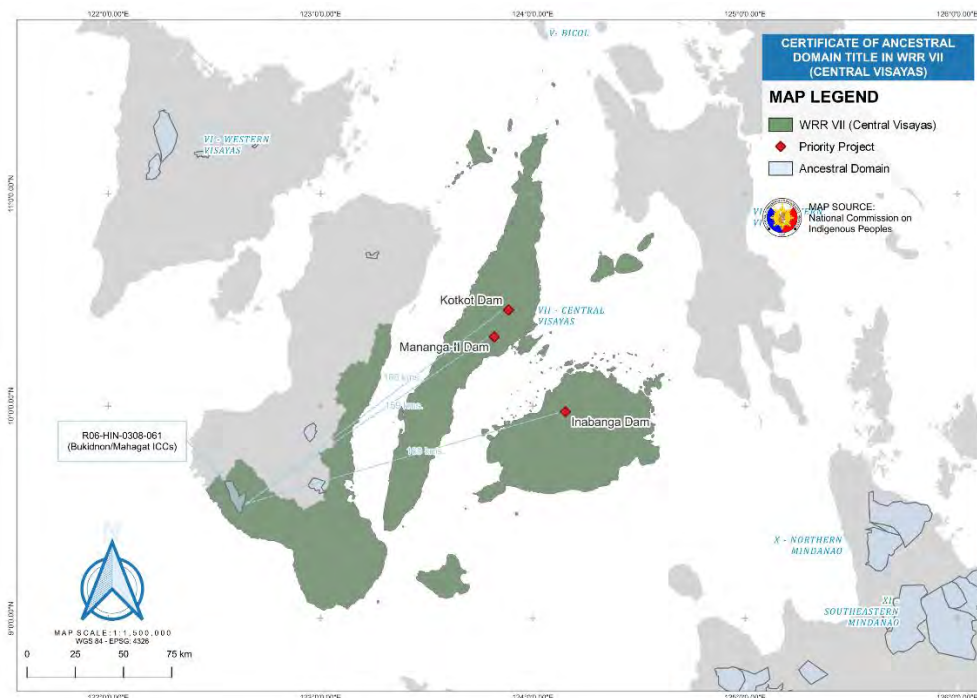 122°0'0.00"E
123°0'0.00"E
124°0'0.00"E
125°0'0.00"E
126°0'0.00"E
V- BICOL
CERTIFICATE OF ANCESTRAL
DOMAIN TITLE IN WRR VII
(CENTRAL VISAYAS)
MAP LEGEND
WRR VII (Central Visayas)
Priority Project
Ancestral Domain
MAP SOURCE:
National Commission on
Indigenous Peoples
VI - WESTERN
VISAYAS
11°0'0.00"N
Kotkot Dam
VII - CENTRAL
VISAYAS
Mananga-II Dam
159 kms.
10°0'0.00"N
Inabanga Dam
R06-HIN-0308-061
(Bukidnon/Mahagat ICCs)
X - NORTHERN
MINDANAO
XI
SOUTHEASTERN
MINDANAO
9°0'0.00"N
MAP SCALE:1:1,500,000
WGS 84 - EPSG: 4326
0 25 50 75 km
122°0'0.00"E
123°0'0.00"E
124°0'0.00"E
125°0'0.00"E
126°0'0.00"E